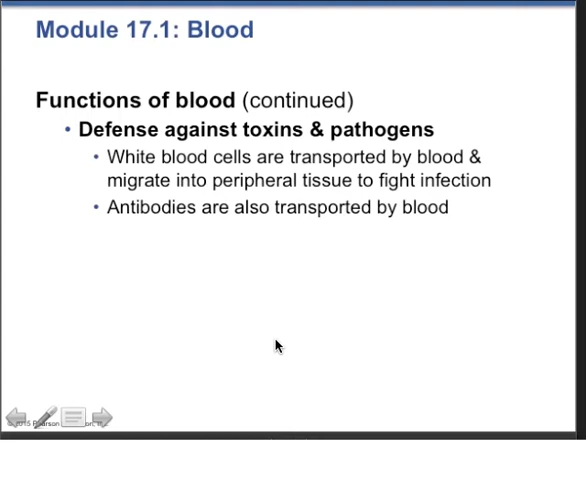 Module 17.1: Blood
Functions of blood (continued)
• Defense against toxins & pathogens
• White blood cells are transported by blood &
migrate into peripheral tissue to fight infection
• Antibodies are also transported by blood